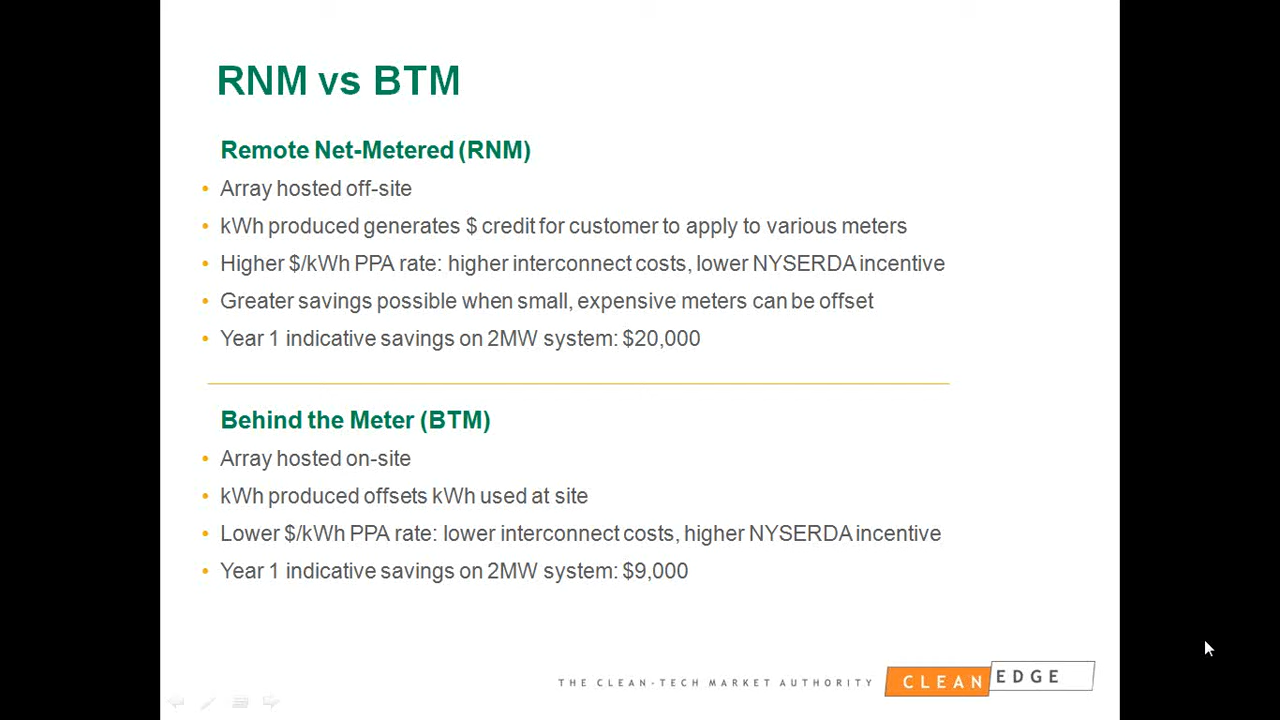 RNM vs BTM
Remote Net-Metered (RNM)
• Array hosted off-site
• kWh produced generates $ credit for customer to apply to various meters
• Higher $/kWh PPA rate: higher interconnect costs, lower NYSERDA incentive
• Greater savings possible when small, expensive meters can be offset
• Year 1 indicative savings on 2MW system: $20,000
Behind the Meter (BTM)
• Array hosted on-site
• kWh produced offsets kWh used at site
• Lower $/kWh PPA rate: lower interconnect costs, higher NYSERDA incentive
• Year 1 indicative savings on 2MW system: $9,000
THE CLEAN-TECH MARKET AUTHORITY CLEAN EDGE